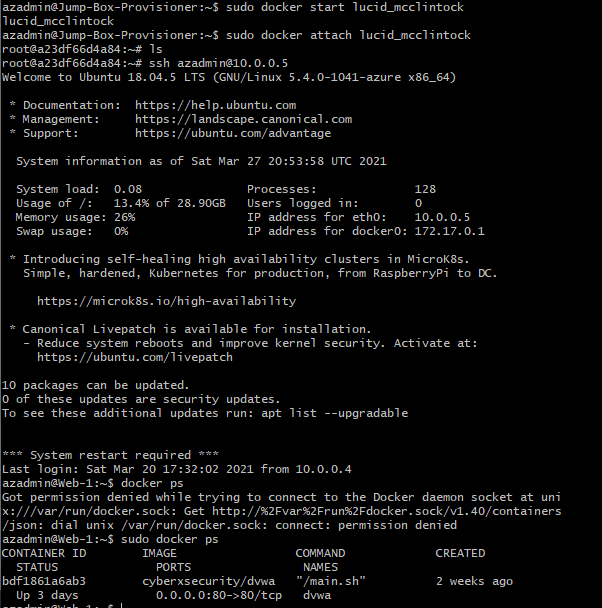 azadmin@Jump-Box-Provisioner:~$ sudo docker start lucid_mcclintock
lucid_mcclintock
azadmin@Jump-Box-Provisioner:~$ sudo docker attach lucid_mcclintock
root@a23df66d4a84:~# ls
root@a23df66d4a84:~# ssh azadmin@10.0.0.5
Welcome to Ubuntu 18.04.5 LTS (GNU/Linux 5.4.0-1041-azure x86_64)

 * Documentation:  https://help.ubuntu.com
 * Management:     https://landscape.canonical.com
 * Support:        https://ubuntu.com/advantage

  System information as of Sat Mar 27 20:53:58 UTC 2021

  System load:  0.08               Processes:              128
  Usage of /:   13.4% of 28.90GB   Users logged in:        0
  Memory usage: 26%                IP address for eth0:    10.0.0.5
  Swap usage:   0%                 IP address for docker0: 172.17.0.1

 * Introducing self-healing high availability clusters in MicroK8s.
   Simple, hardened, Kubernetes for production, from RaspberryPi to DC.

     https://microk8s.io/high-availability

 * Canonical Livepatch is available for installation.
   - Reduce system reboots and improve kernel security. Activate at:
     https://ubuntu.com/livepatch

10 packages can be updated.
0 of these updates are security updates.
To see these additional updates run: apt list --upgradable


*** System restart required ***
Last login: Sat Mar 20 17:32:02 2021 from 10.0.0.4
azadmin@Web-1:~$ docker ps
Got permission denied while trying to connect to the Docker daemon socket at uni
x:///var/run/docker.sock: Get http://%2Fvar%2Frun%2Fdocker.sock/v1.40/containers
/json: dial unix /var/run/docker.sock: connect: permission denied
azadmin@Web-1:~$ sudo docker ps
CONTAINER ID        IMAGE                 COMMAND             CREATED
  STATUS              PORTS                NAMES
bdf1861a6ab3        cyberxsecurity/dvwa   "/main.sh"          2 weeks ago
  Up 3 days           0.0.0.0:80->80/tcp   dvwa
azadmin@Web-1:~$